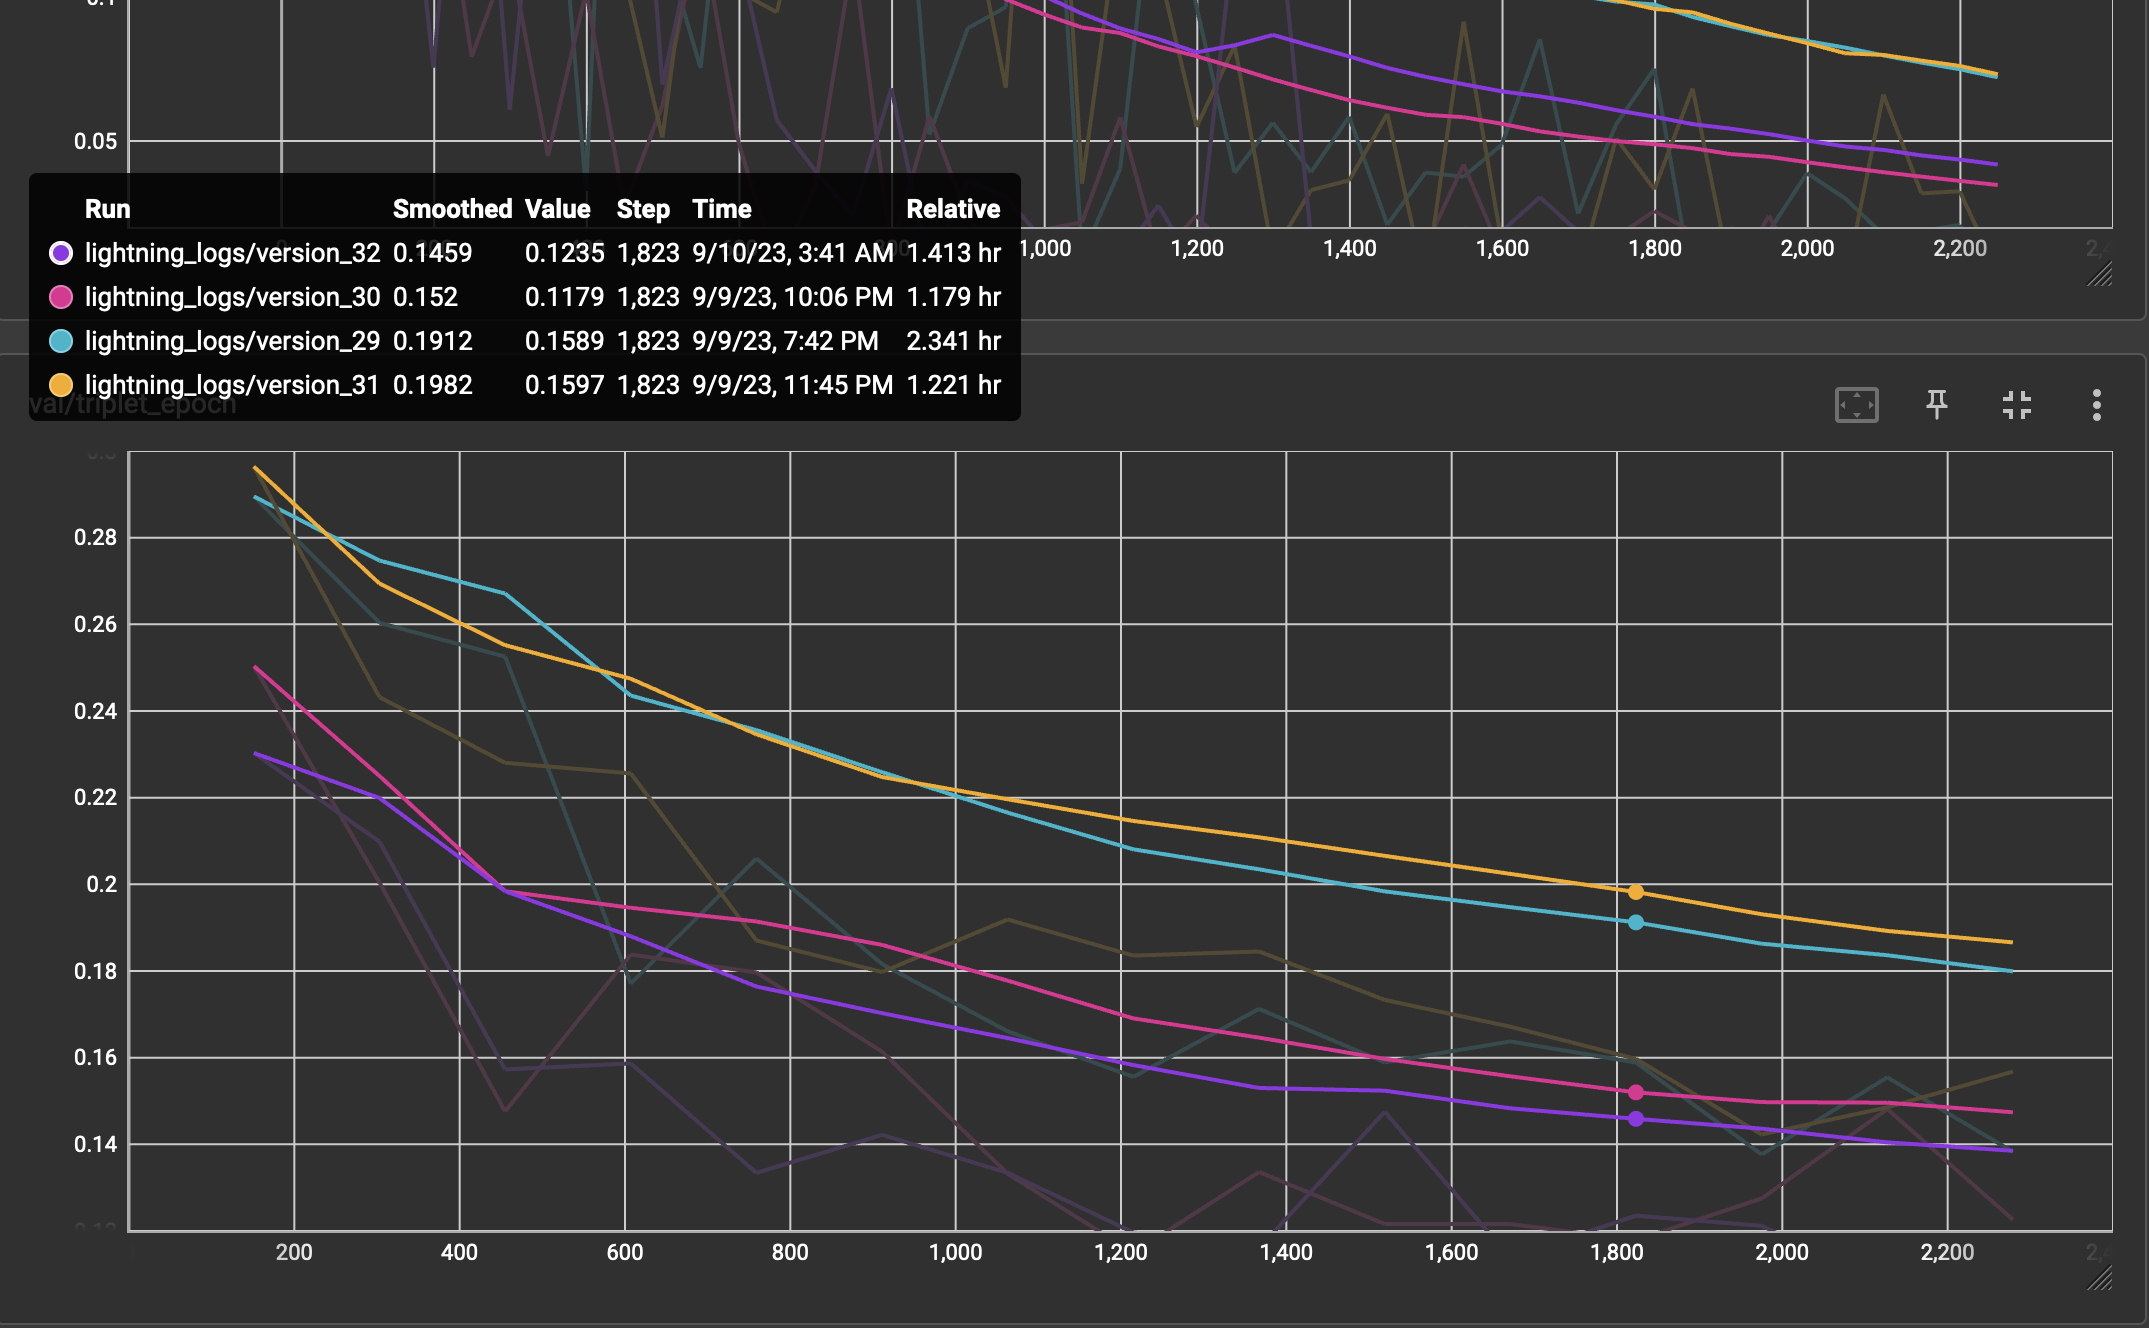 0.1
0.05
Run Smoothed Value Step Time Relative
lightning_logs/version_32 0.1459 0.1235 1,823 9/10/23, 3:41 AM 1.413 hr
lightning_logs/version_30 0.152 0.1179 1,823 9/9/23, 10:06 PM 1.179 hr
lightning_logs/version_29 0.1912 0.1589 1,823 9/9/23, 7:42 PM 2.341 hr
lightning_logs/version_31 0.1982 0.1597 1,823 9/9/23, 11:45 PM 1.221 hr
1,000 1,200 1,400 1,600 1,800 2,000 2,200
val/triplet_epoch
0.28
0.26
0.24
0.22
0.2
0.18
0.16
0.14
200 400 600 800 1,000 1,200 1,400 1,600 1,800 2,000 2,200